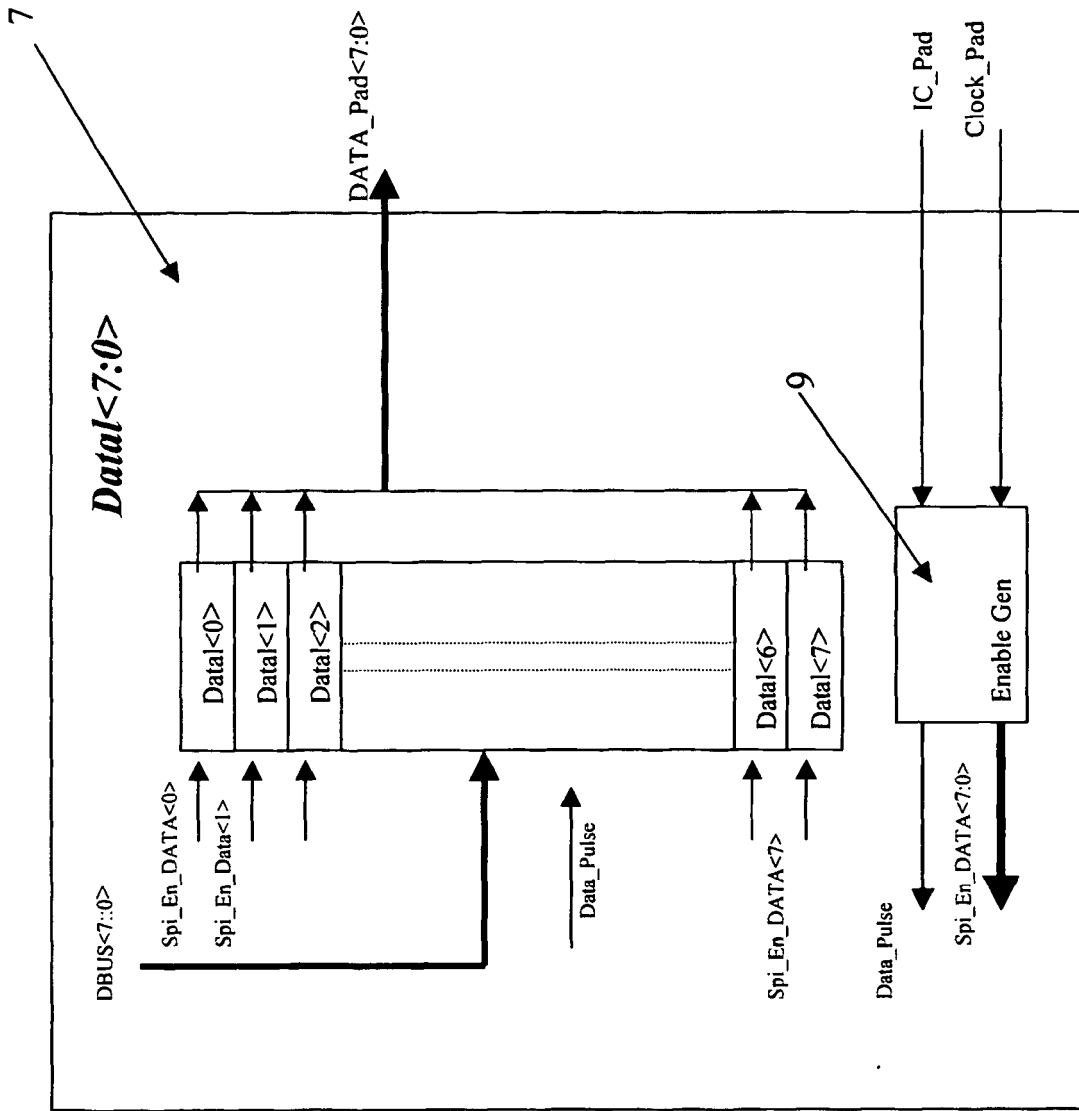 7
Datal<7:0>
DATA_Pad<7:0>
DBUS<7::0>
Spi_En_DATA<0>
Spi_En_Data<1>
Datal<0>
Datal<1>
Datal<2>
Data_Pulse
Spi_En_DATA<7>
Datal<6>
Datal<7>
9
Data_Pulse
Spi_En_DATA<7:0>
Enable Gen
IC_Pad
Clock_Pad